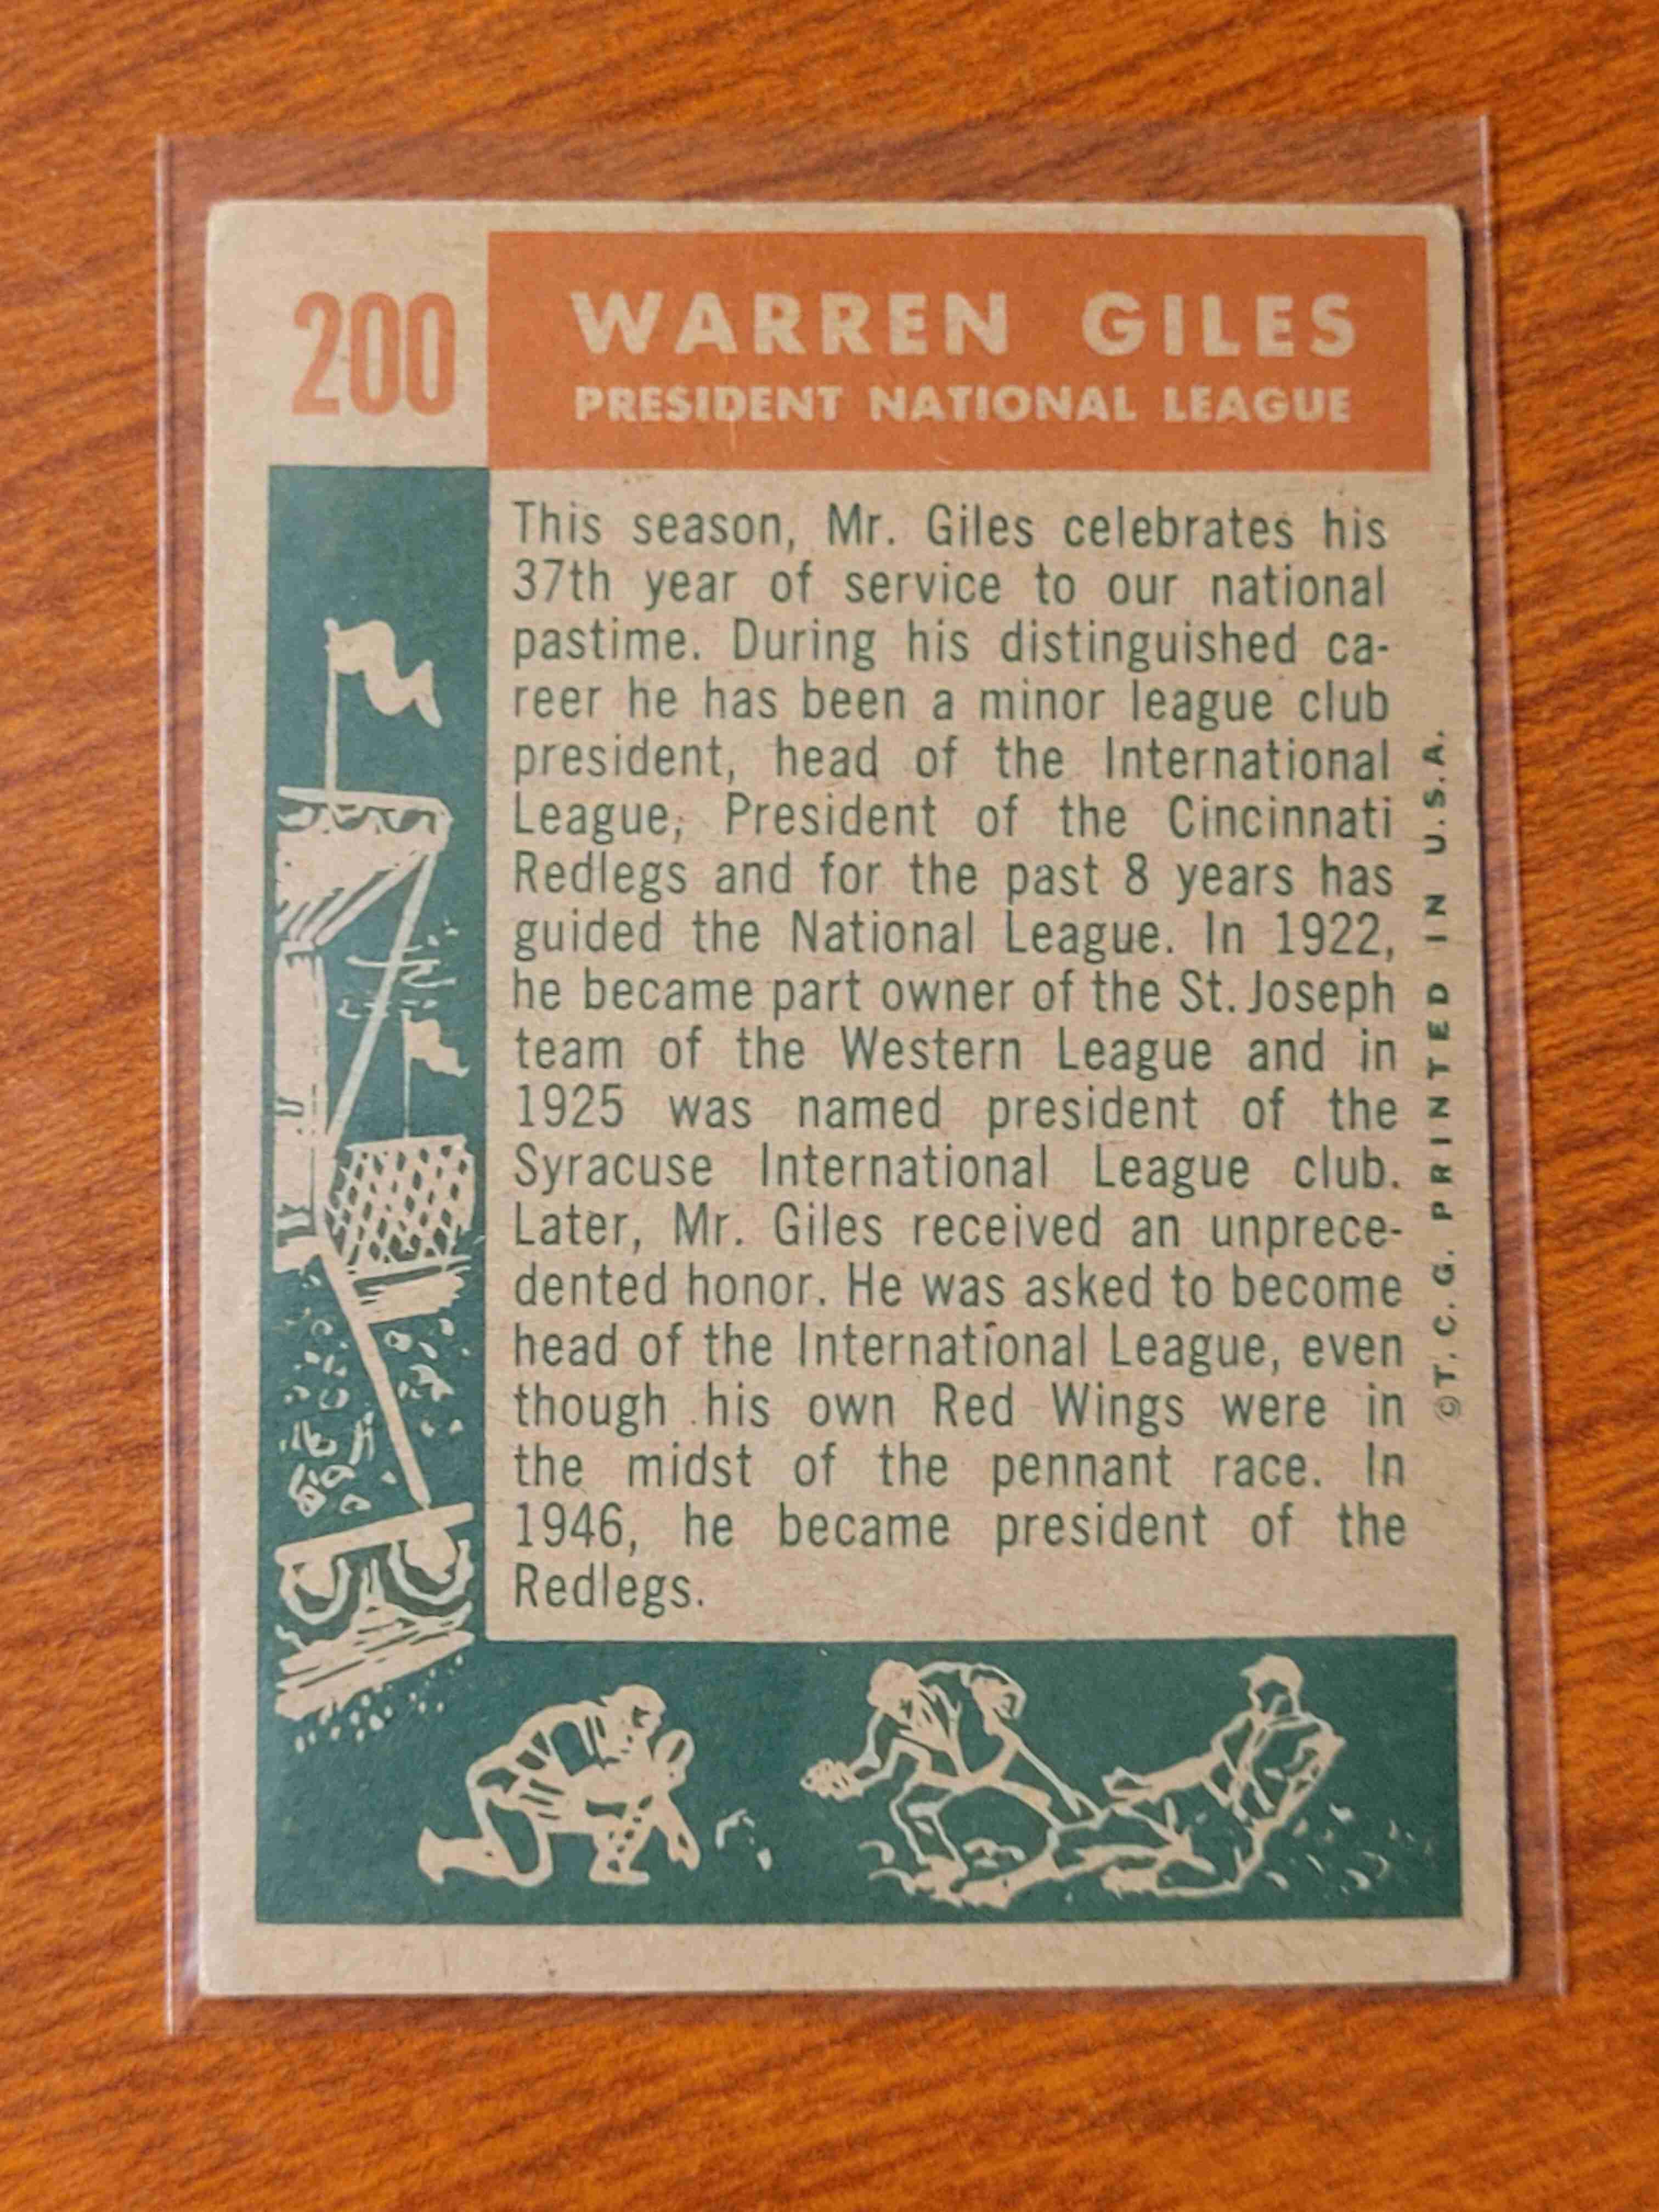 200
WARREN GILES
PRESIDENT NATIONAL LEAGUE
This season, Mr. Giles celebrates his
37th year of service to our national
pastime. During his distinguished ca-
reer he has been a minor league club
president, head of the International
League, President of the Cincinnati
Redlegs and for the past 8 years has
guided the National League. In 1922,
he became part owner of the St. Joseph
team of the Western League and in
1925 was named president of the
Syracuse International League club.
Later, Mr. Giles received an unprece-
dented honor. He was asked to become
head of the International League, even
though his own Red Wings were in
the midst of the pennant race. In
1946, he became president of the
Redlegs.
©T.C.G. PRINTED IN U.S.A.